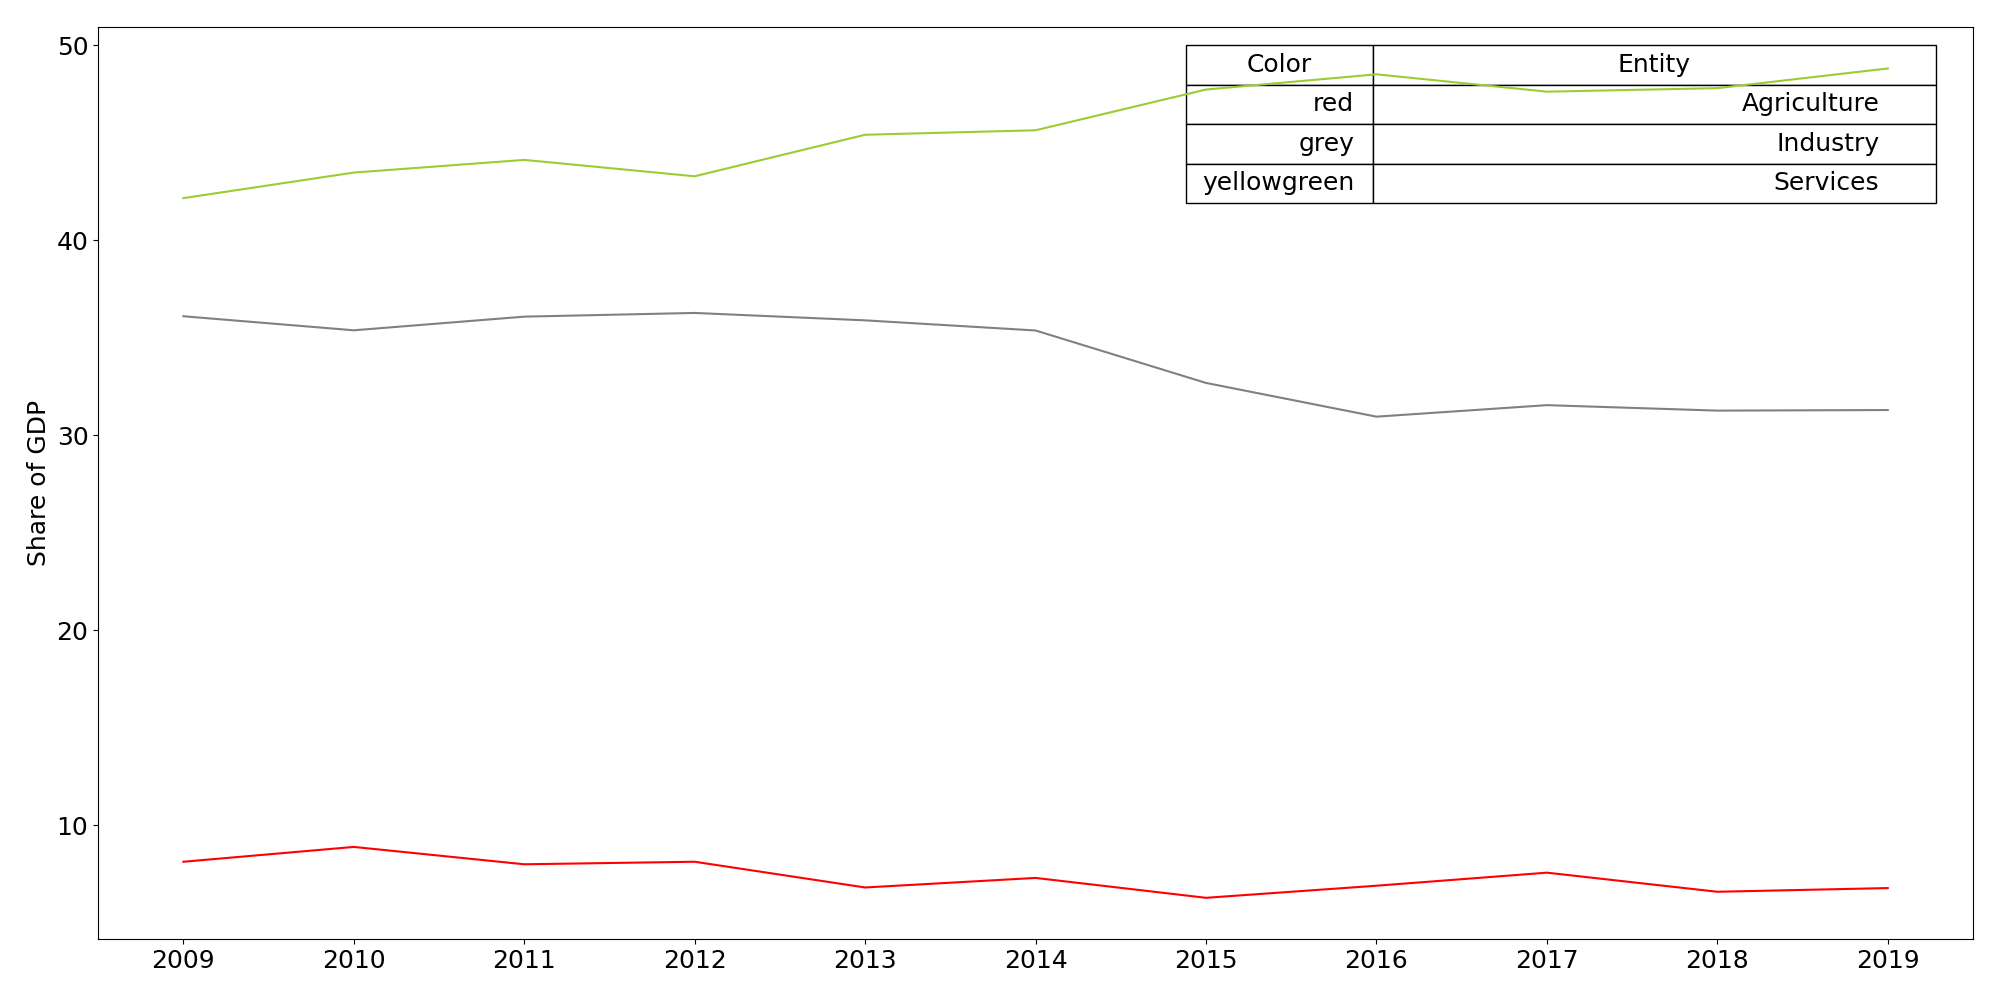 50
40
30
20
10
Share of GDP
Color Entity
red Agriculture
grey Industry
yellowgreen Services
2009 2010 2011 2012 2013 2014 2015 2016 2017 2018 2019